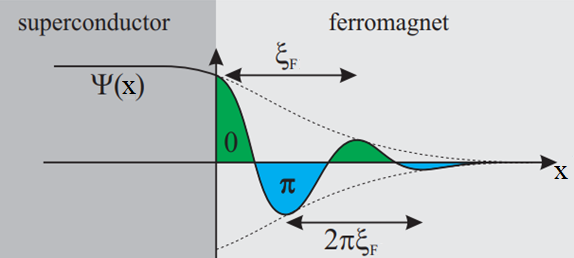 superconductor
ferromagnet
ξF
Ψ(x)
0
π
x
2πξF